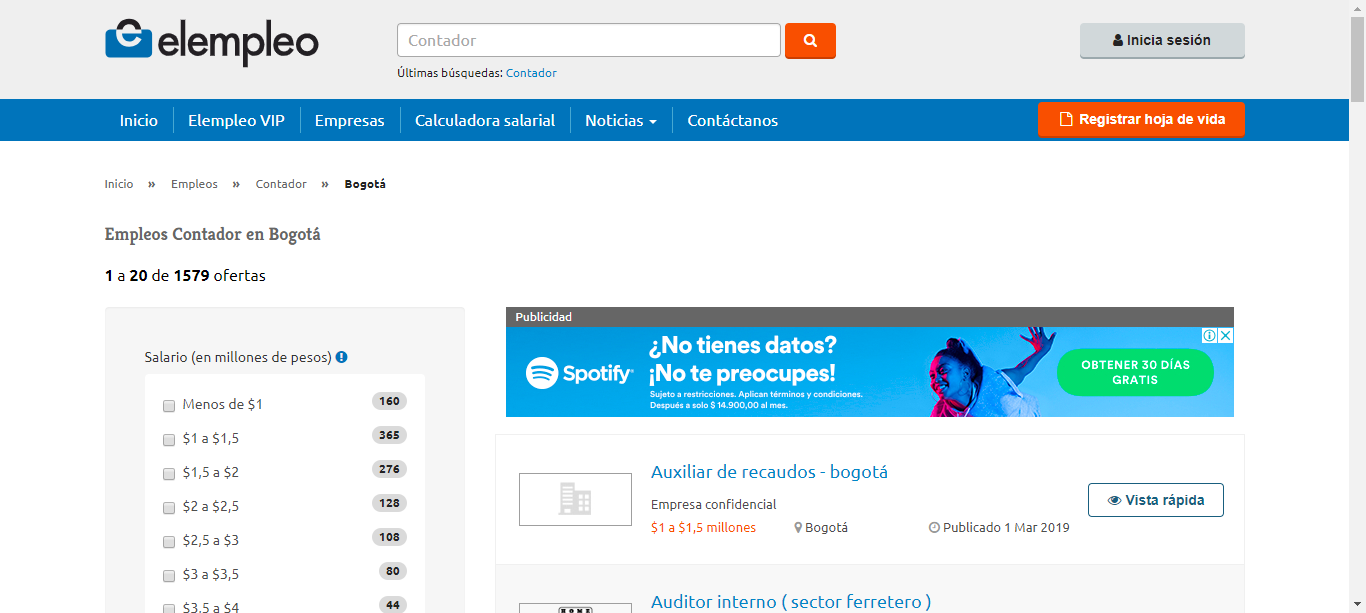 elempleo
Contador
Inicia sesión
Últimas búsquedas: Contador
Inicio
Elempleo VIP
Empresas
Calculadora salarial
Noticias
Contáctanos
Registrar hoja de vida
Inicio » Empleos » Contador » Bogotá
Empleos Contador en Bogotá
1 a 20 de 1579 ofertas
Salario (en millones de pesos)
Menos de $1 160
$1 a $1,5 365
$1,5 a $2 276
$2 a $2,5 128
$2,5 a $3 108
$3 a $3,5 80
$3,5 a $4 44
Publicidad
Spotify
¿No tienes datos?
¡No te preocupes!
Sujeto a restricciones. Aplican términos y condiciones.
Después a solo $ 14.900,00 al mes.
OBTENER 30 DÍAS
GRATIS
Auxiliar de recaudos - bogotá
Empresa confidencial
$1 a $1,5 millones
Bogotá
Publicado 1 Mar 2019
Vista rápida
HOME
Auditor interno ( sector ferretero )